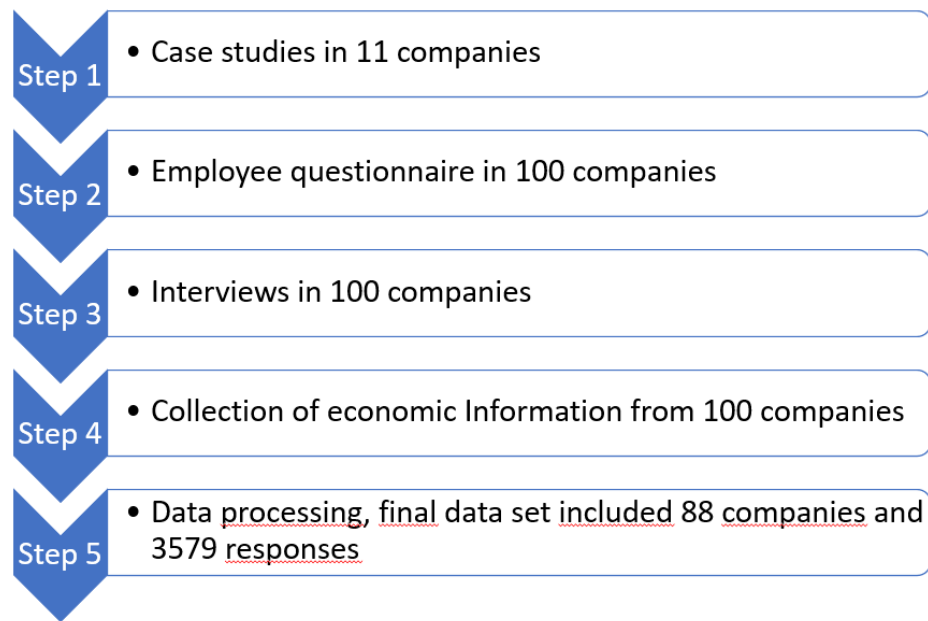 Step 1
• Case studies in 11 companies
Step 2
• Employee questionnaire in 100 companies
Step 3
• Interviews in 100 companies
Step 4
• Collection of economic Information from 100 companies
Step 5
• Data processing, final data set included 88 companies and
3579 responses